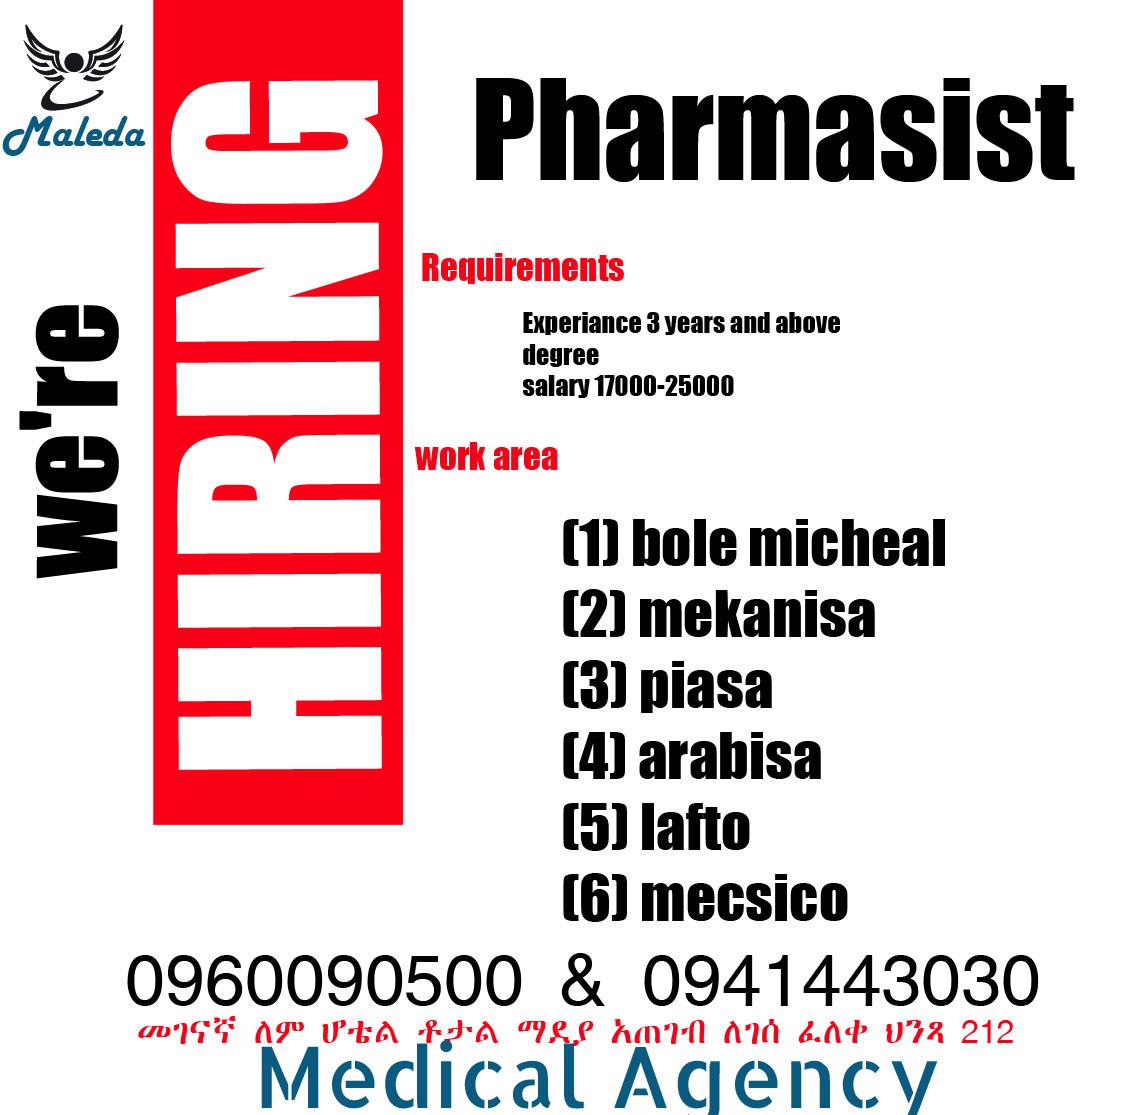 Maleda
we're
HIRING
Pharmasist
Requirements
Experiance 3 years and above
degree
salary 17000-25000
work area
(1) bole micheal
(2) mekanisa
(3) piasa
(4) arabisa
(5) lafto
(6) mecsico
0960090500 & 0941443030
መገናኛ ለም ሆቴል ቶታል ማደያ አጠገብ ለገሰ ፈለቀ ህንጻ 212
Medical Agency